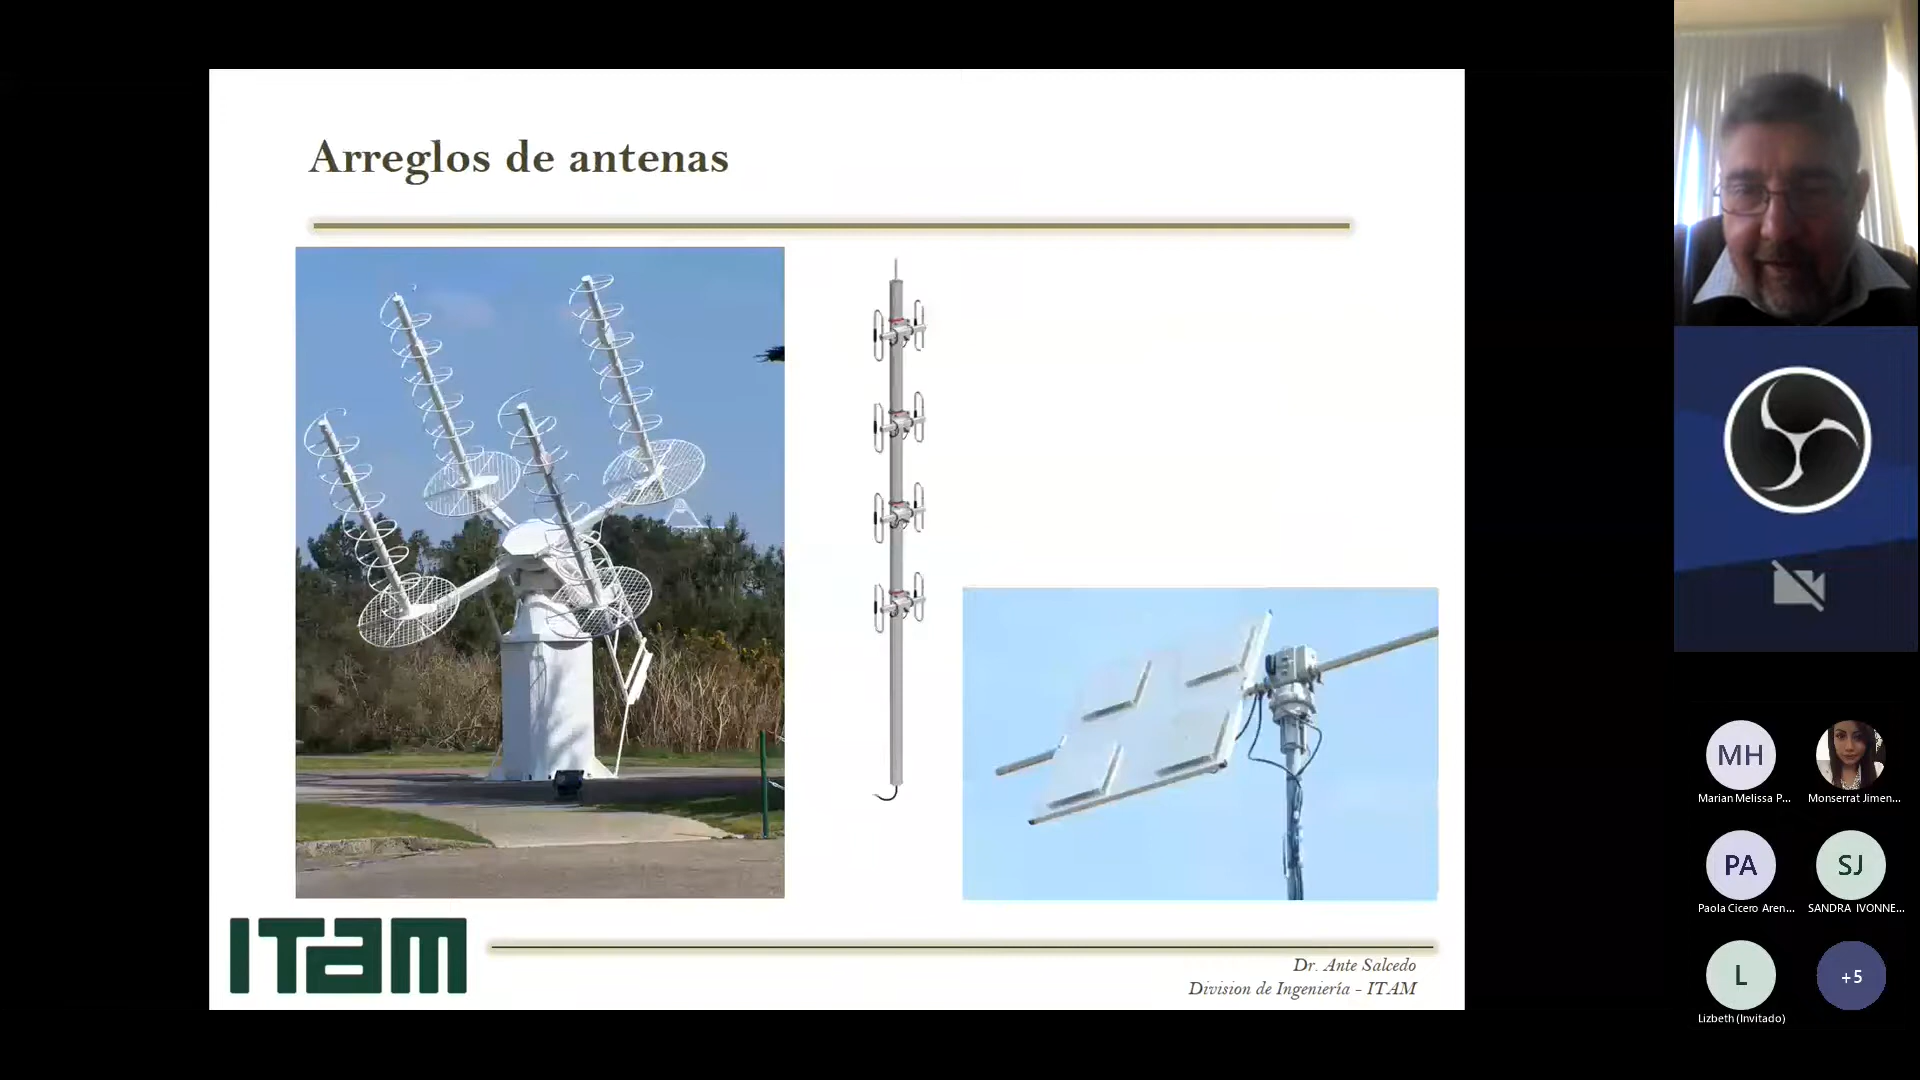 Arreglos de antenas
ITAM
Dr. Ante Salcedo
Division de Ingeniería - ITAM
MH
Marian Melissa P...
Monserrat Jimen...
PA
Paola Cicero Aren...
SJ
SANDRA IVONNE...
L
Lizbeth (Invitado)
+5